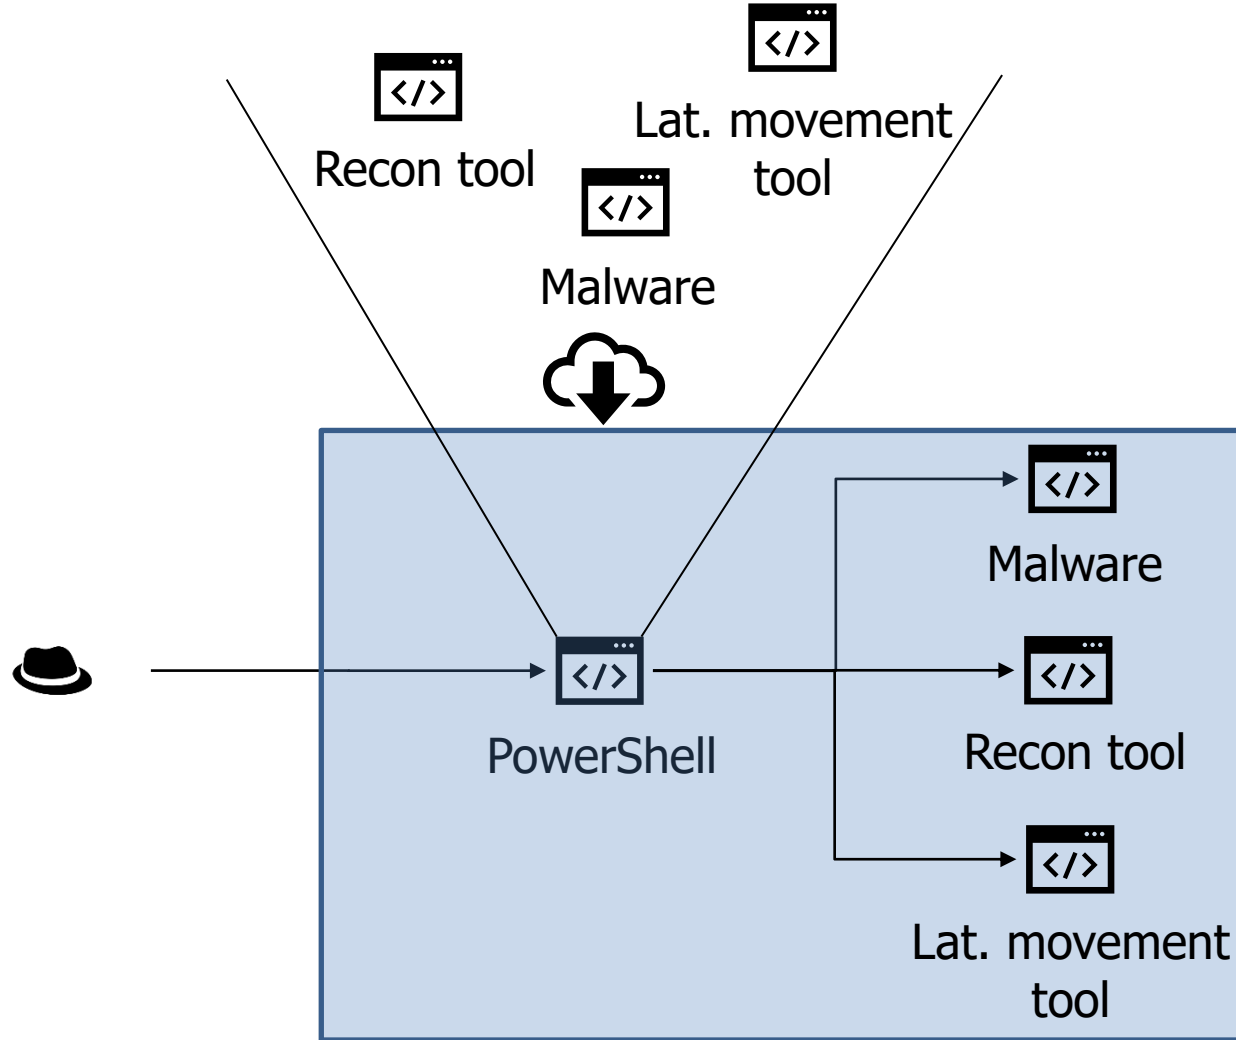 Recon tool
Lat. movement
tool
Malware
Malware
PowerShell
Recon tool
Lat. movement
tool